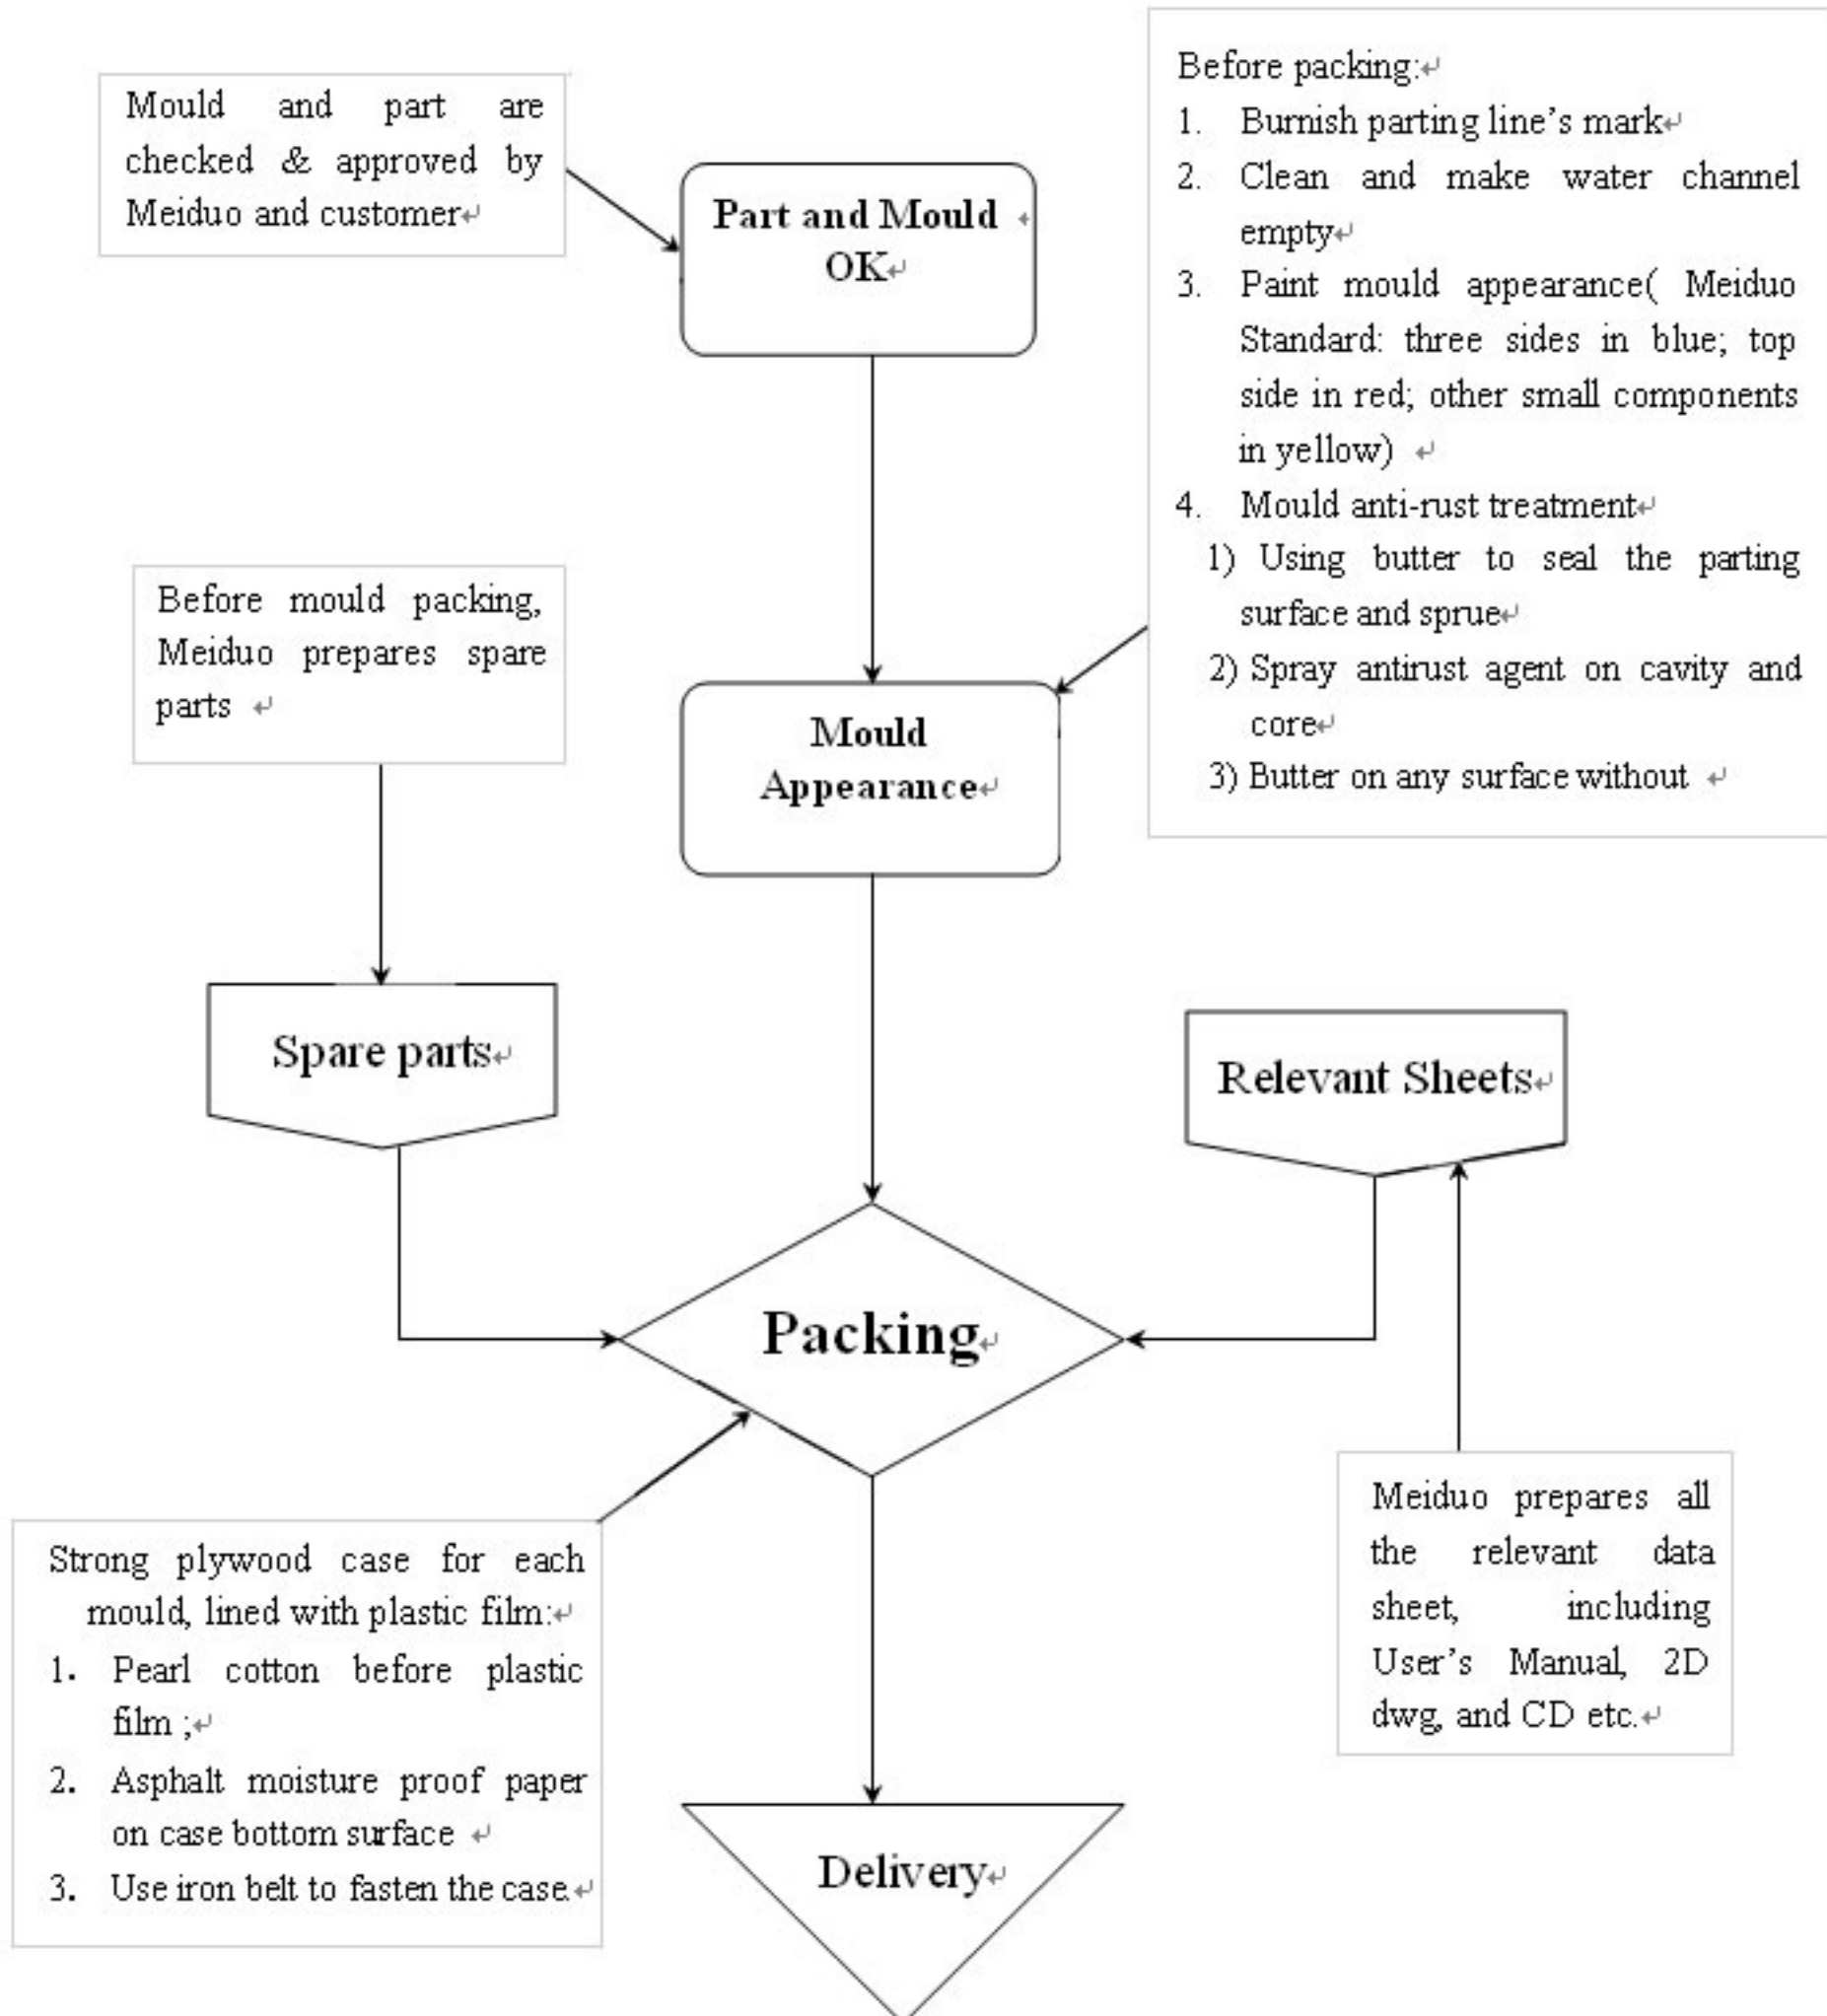 Mould and part are
checked & approved by
Meiduo and customer
Part and Mould
OK
Before packing:
1. Burnish parting line's mark
2. Clean and make water channel
empty
3. Paint mould appearance( Meiduo
Standard: three sides in blue; top
side in red; other small components
in yellow)
4. Mould anti-rust treatment
1) Using butter to seal the parting
surface and sprue
2) Spray antirust agent on cavity and
core
3) Butter on any surface without
Before mould packing,
Meiduo prepares spare
parts
Mould
Appearance
Spare parts
Relevant Sheets
Packing
Strong plywood case for each
mould, lined with plastic film:
1. Pearl cotton before plastic
film ;
2. Asphalt moisture proof paper
on case bottom surface
3. Use iron belt to fasten the case.
Meiduo prepares all
the relevant data
sheet, including
User's Manual, 2D
dwg, and CD etc.
Delivery